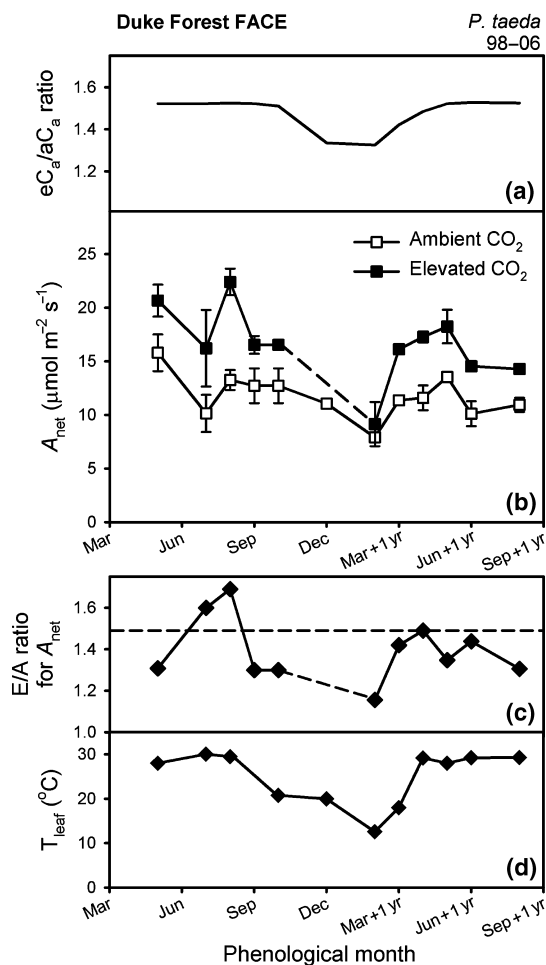 Duke Forest FACE
P. taeda
98–06
eCa/aCa ratio
1.6
1.4
1.2
(a)
Anet (μmol m–2 s–1)
25
20
15
10
5
0
Ambient CO2
Elevated CO2
(b)
Mar
Jun
Sep
Dec
Mar+1 yr
Jun+1 yr
Sep+1 yr
E/A ratio
for Anet
1.6
1.4
1.2
1.0
(c)
Tleaf (oC)
30
20
10
0
(d)
Mar
Jun
Sep
Dec
Mar+1 yr
Jun+1 yr
Sep+1 yr
Phenological month